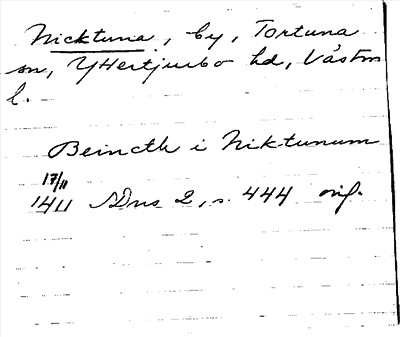 Nicktuna, by, Tortuna
sn, Yttertjurbo hd, Västm
l.
Beincth i Niktunum
17/11
1411 SDns 2, s. 444 orig.